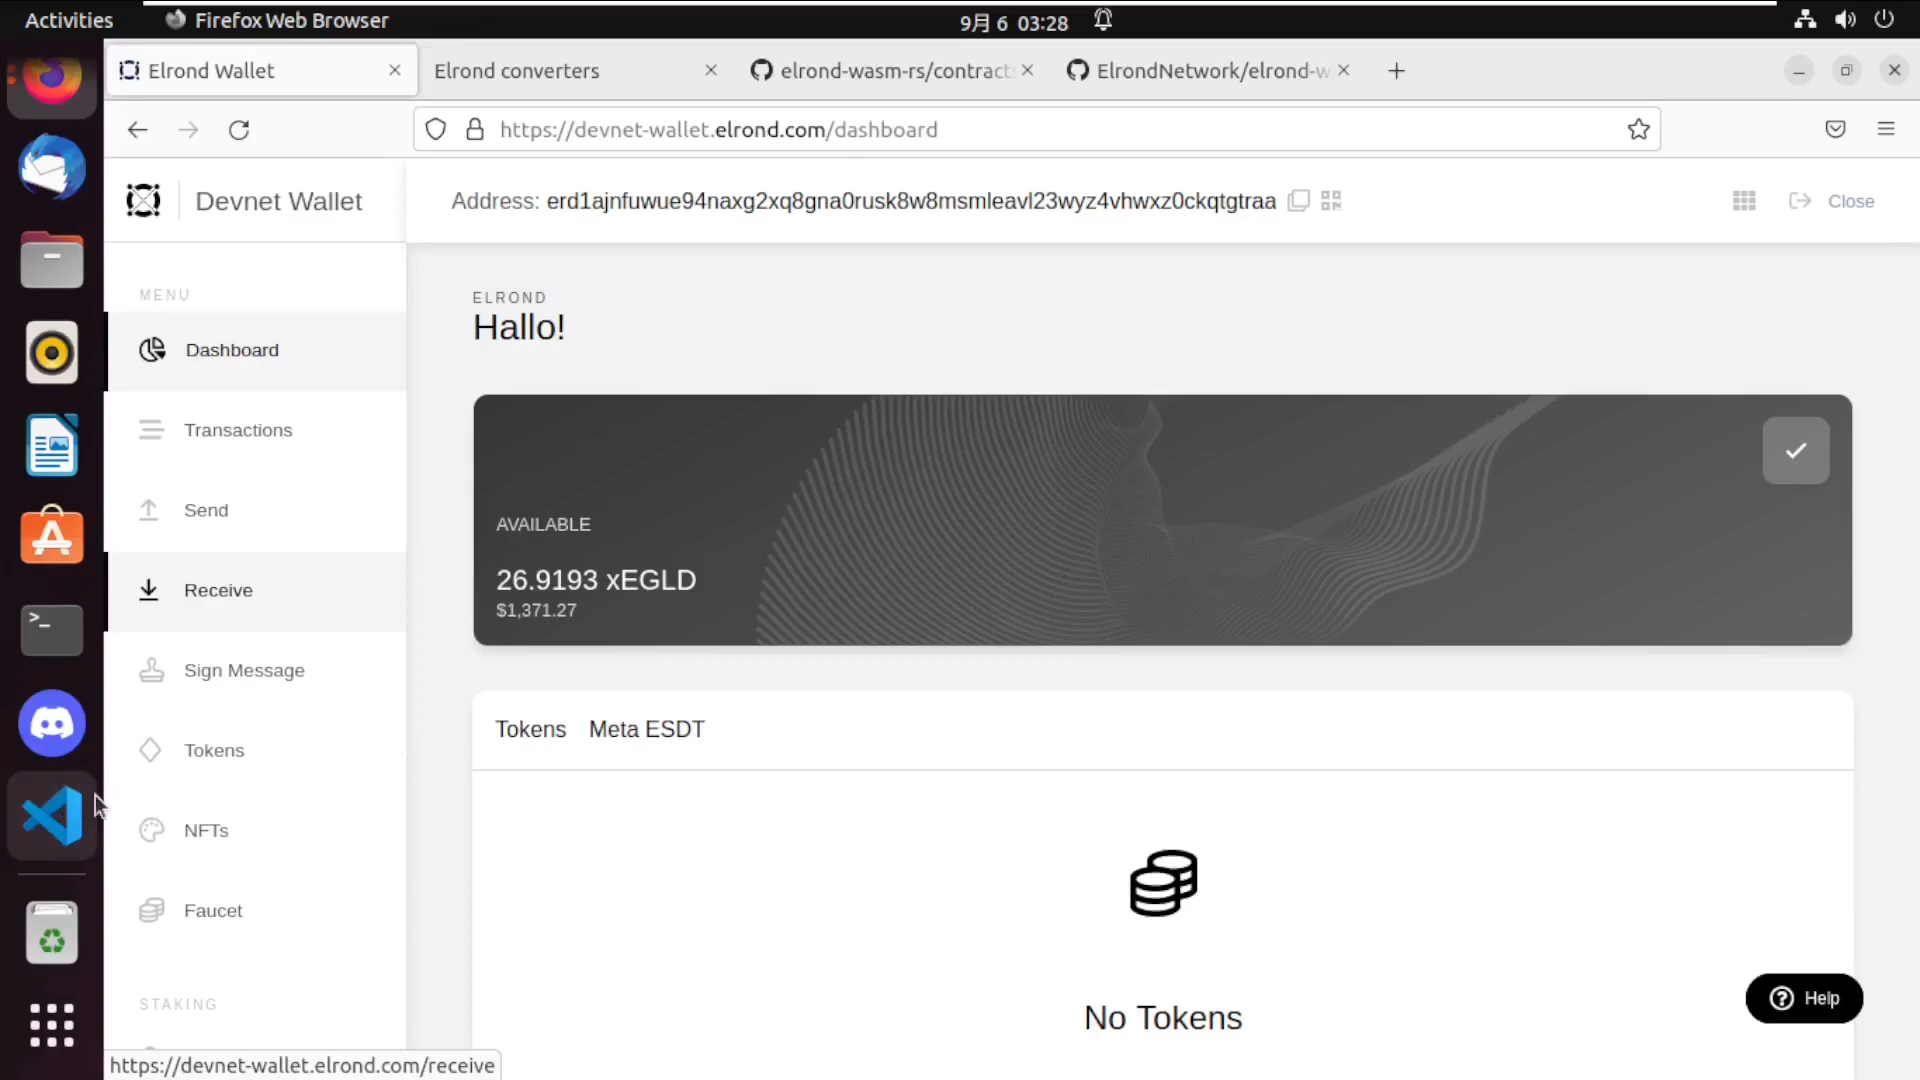 Activities
Firefox Web Browser
9月 6 03:28
Elrond Wallet
Elrond converters
elrond-wasm-rs/contract
ElrondNetwork/elrond-w
https://devnet-wallet.elrond.com/dashboard
Devnet Wallet
Address: erd1ajnfuwue94naxg2xq8gna0rusk8w8msmleavl23wyz4vhwxz0ckqtgtraa
Close
MENU
Dashboard
Transactions
Send
Receive
Sign Message
Tokens
NFTs
Faucet
STAKING
https://devnet-wallet.elrond.com/receive
ELROND
Hallo!
AVAILABLE
26.9193 xEGLD
$1,371.27
Tokens Meta ESDT
No Tokens
Help